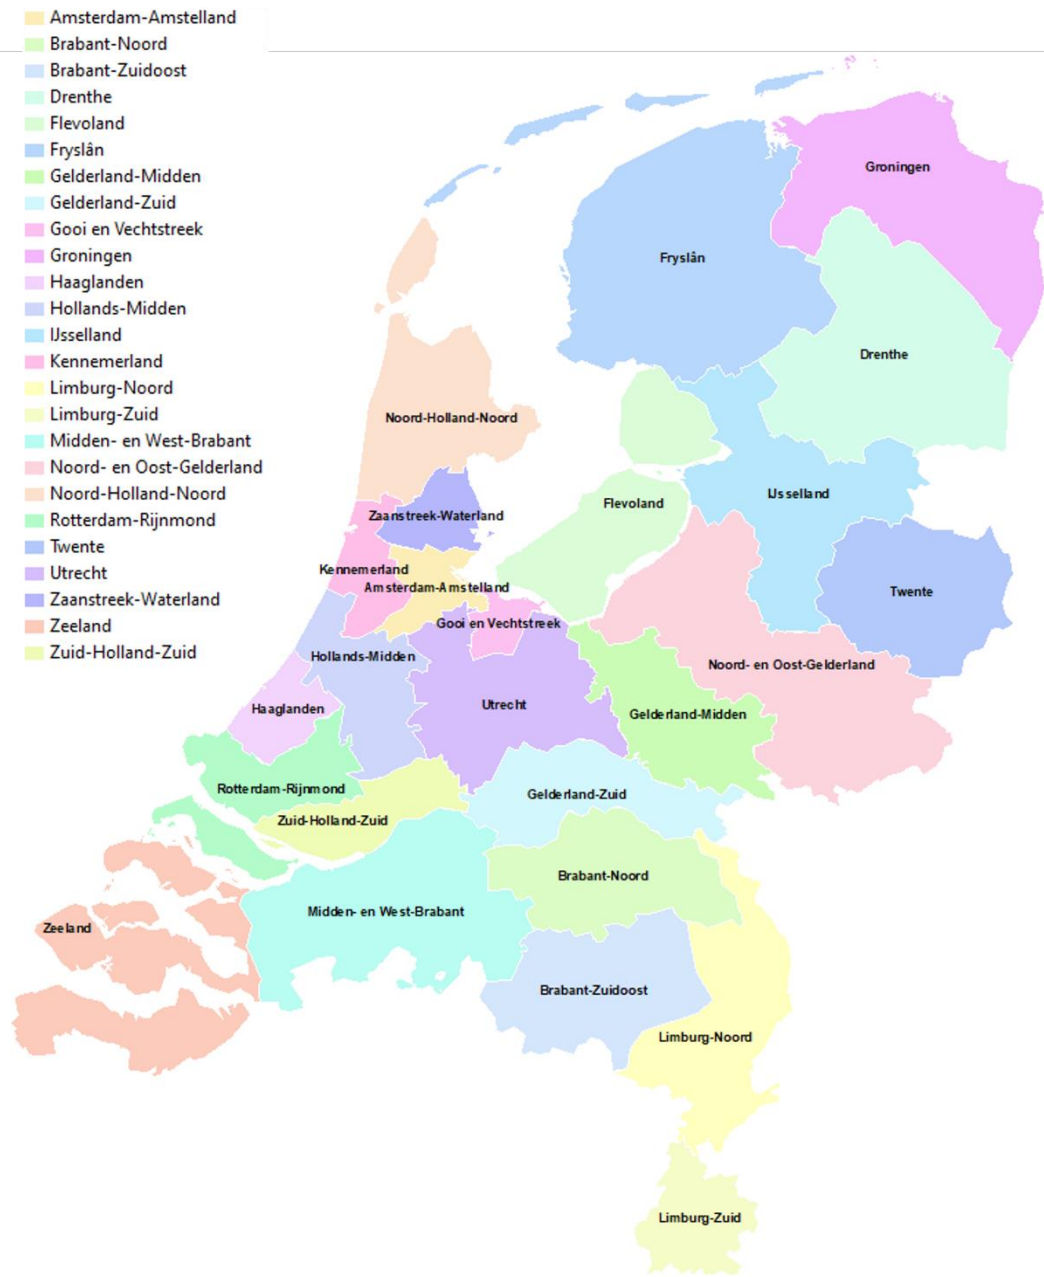 Amsterdam-Amstelland
Brabant-Noord
Brabant-Zuidoost
Drenthe
Flevoland
Fryslân
Gelderland-Midden
Gelderland-Zuid
Gooi en Vechtstreek
Groningen
Haaglanden
Hollands-Midden
IJsselland
Kennemerland
Limburg-Noord
Limburg-Zuid
Midden- en West-Brabant
Noord- en Oost-Gelderland
Noord-Holland-Noord
Rotterdam-Rijnmond
Twente
Utrecht
Zaanstreek-Waterland
Zeeland
Zuid-Holland-Zuid
Groningen
Fryslân
Drenthe
Noord-Holland-Noord
IJsselland
Flevoland
Zaanstreek-Waterland
Kennemerland
Amsterdam-Amstelland
Twente
Gooi en Vechtstreek
Hollands-Midden
Noord- en Oost-Gelderland
Utrecht
Haaglanden
Gelderland-Midden
Rotterdam-Rijnmond
Gelderland-Zuid
Zuid-Holland-Zuid
Brabant-Noord
Midden- en West-Brabant
Zeeland
Brabant-Zuidoost
Limburg-Noord
Limburg-Zuid